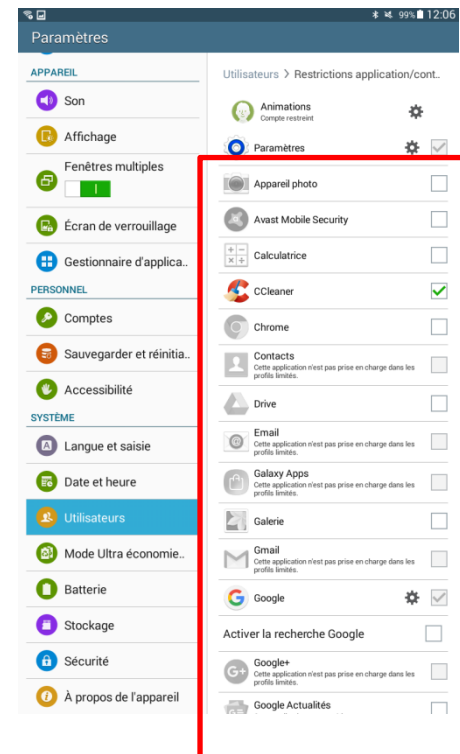 99% 12:06
Paramètres
APPAREIL
Son
Affichage
Fenêtres multiples
Écran de verrouillage
Gestionnaire d'applica..
PERSONNEL
Comptes
Sauvegarder et réinitia..
Accessibilité
SYSTÈME
A
Langue et saisie
Date et heure
Utilisateurs
Mode Ultra économie..
Batterie
Stockage
Sécurité
À propos de l'appareil
Utilisateurs > Restrictions application/cont..
Animations
Compte restreint
Paramètres
Appareil photo
Avast Mobile Security
Calculatrice
CCleaner
Chrome
Contacts
Cette application n'est pas prise en charge dans les
profils limités.
Drive
Email
Cette application n'est pas prise en charge dans les
profils limités.
Galaxy Apps
Cette application n'est pas prise en charge dans les
profils limités.
Galerie
Gmail
Cette application n'est pas prise en charge dans les
profils limités.
G
Google
Activer la recherche Google
G+
Google+
Cette application n'est pas prise en charge dans les
profils limités.
Google Actualités